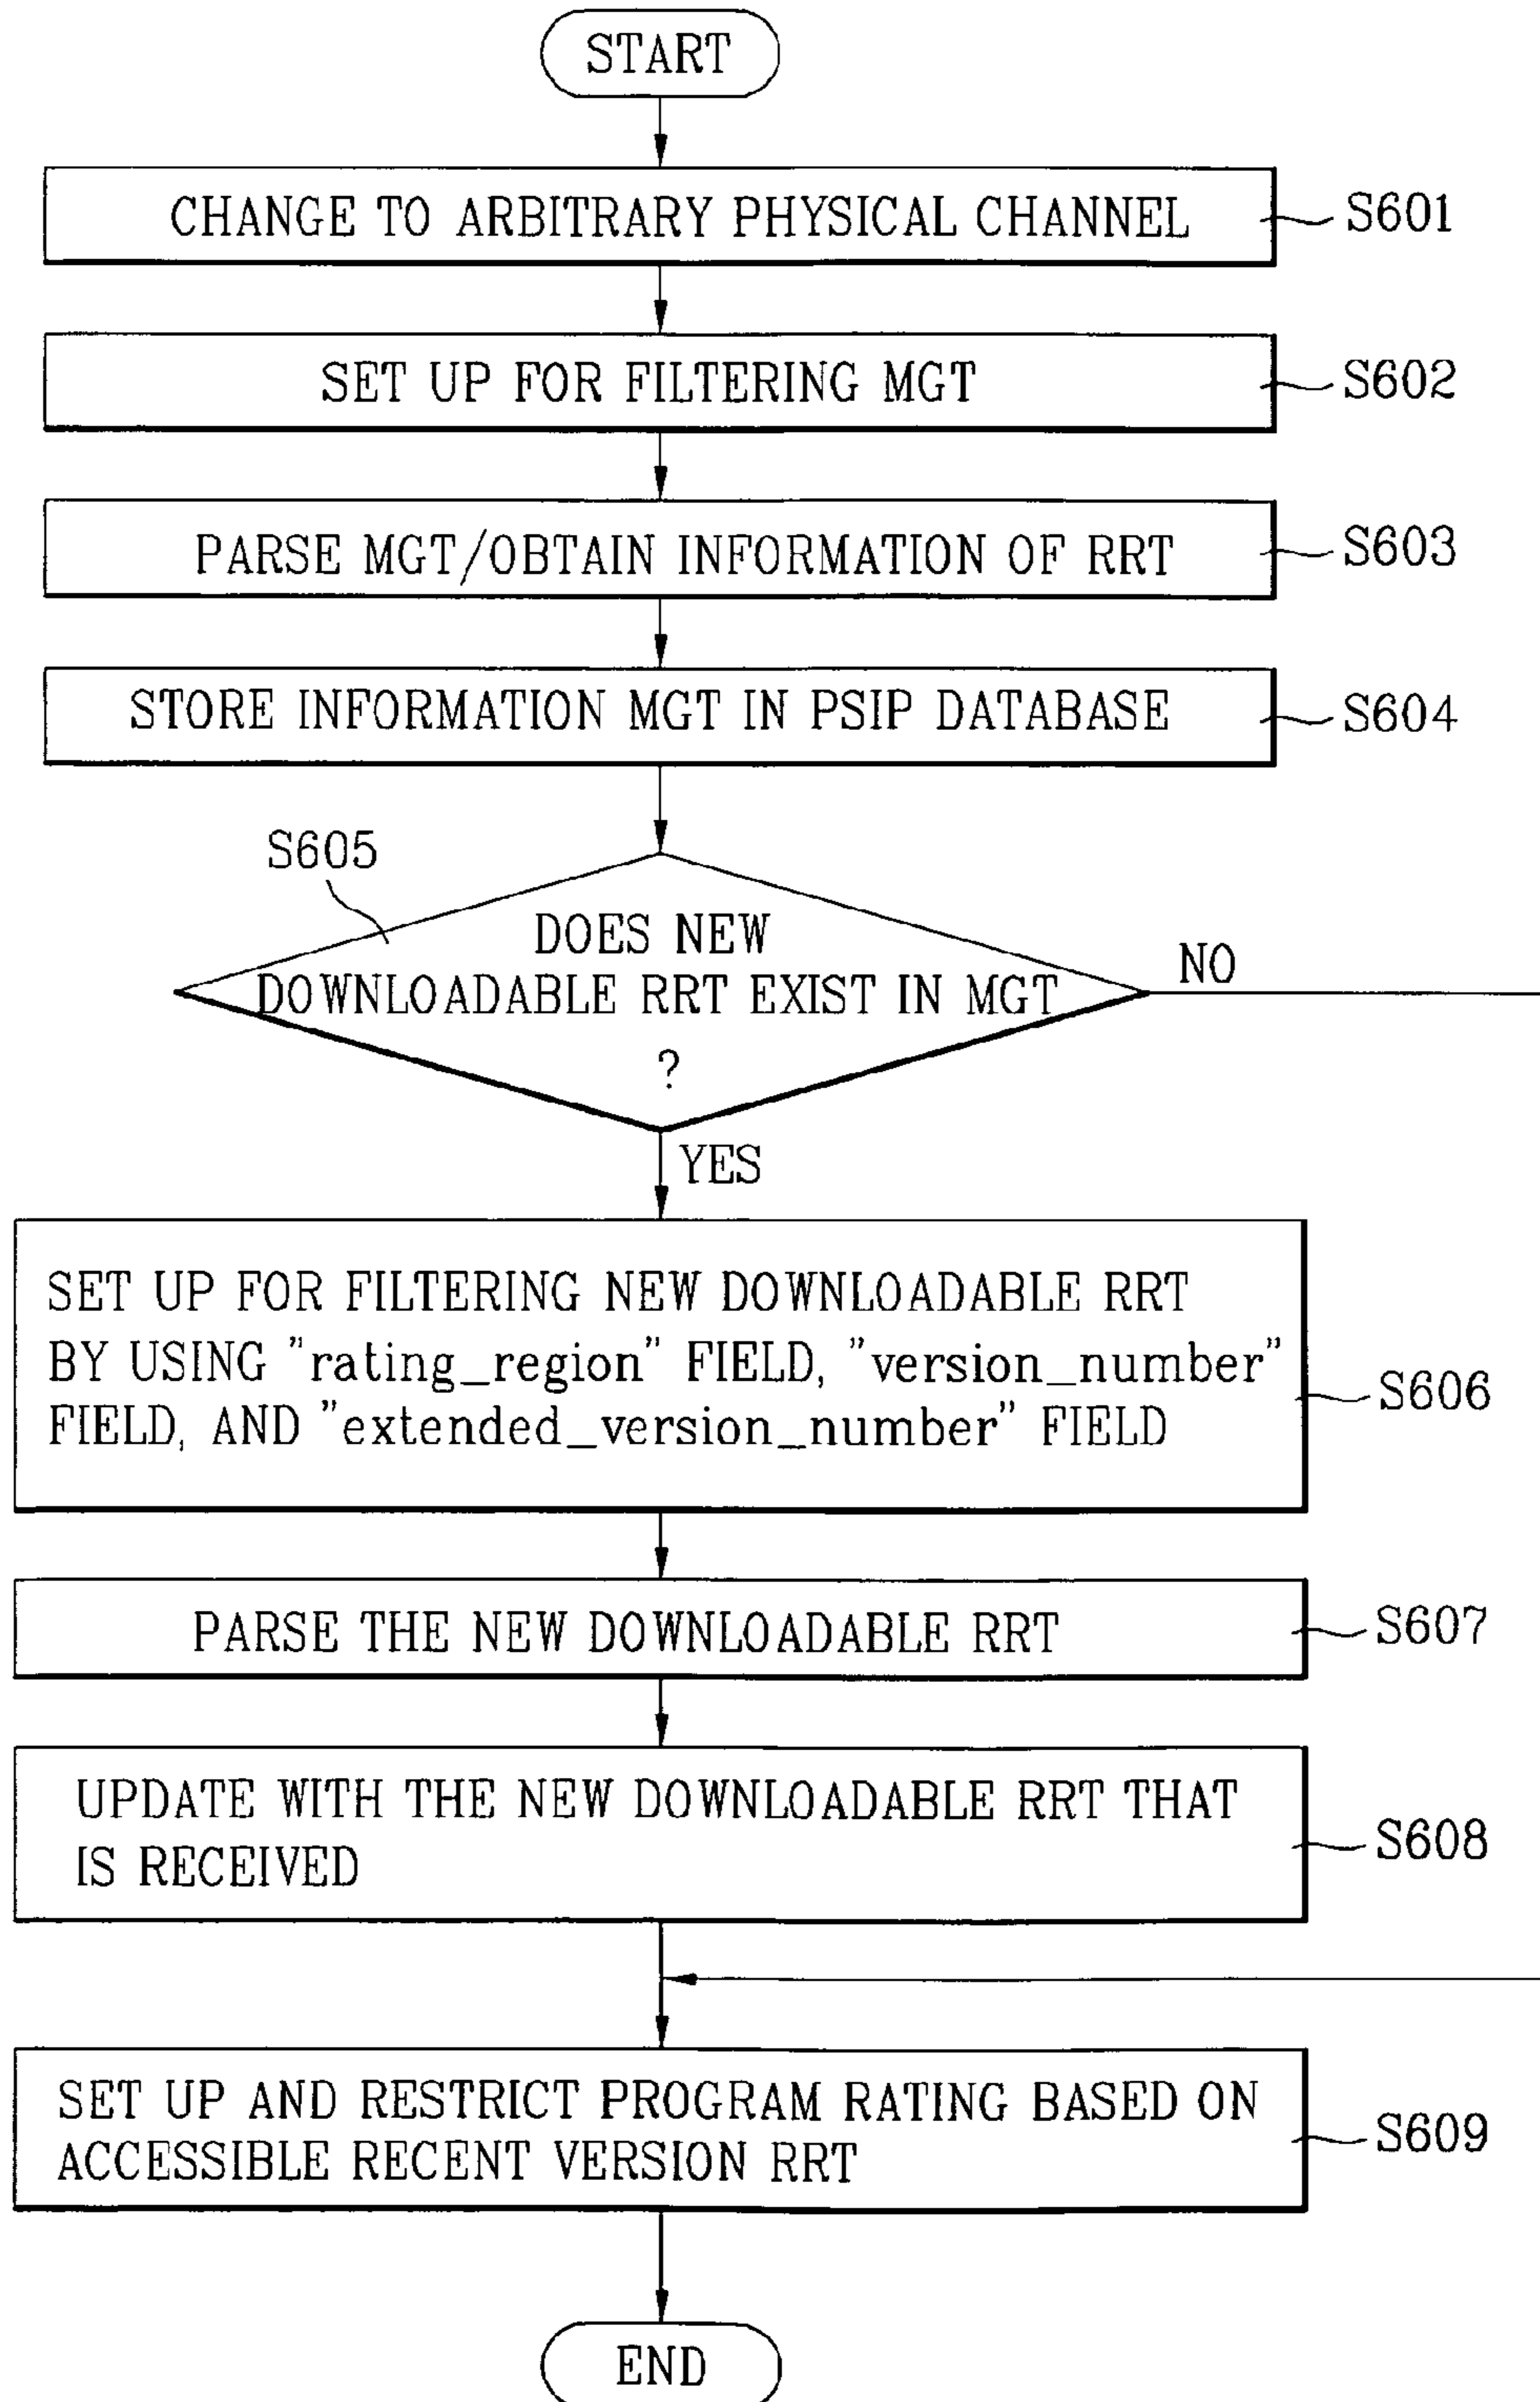 START
CHANGE TO ARBITRARY PHYSICAL CHANNEL
S601
SET UP FOR FILTERING MGT
S602
PARSE MGT/OBTAIN INFORMATION OF RRT
S603
STORE INFORMATION MGT IN PSIP DATABASE
S604
S605
DOES NEW
DOWNLOADABLE RRT EXIST IN MGT
?
NO
YES
SET UP FOR FILTERING NEW DOWNLOADABLE RRT
BY USING "rating_region" FIELD, "version_number"
FIELD, AND "extended_version_number" FIELD
S606
PARSE THE NEW DOWNLOADABLE RRT
S607
UPDATE WITH THE NEW DOWNLOADABLE RRT THAT
IS RECEIVED
S608
SET UP AND RESTRICT PROGRAM RATING BASED ON
ACCESSIBLE RECENT VERSION RRT
S609
END